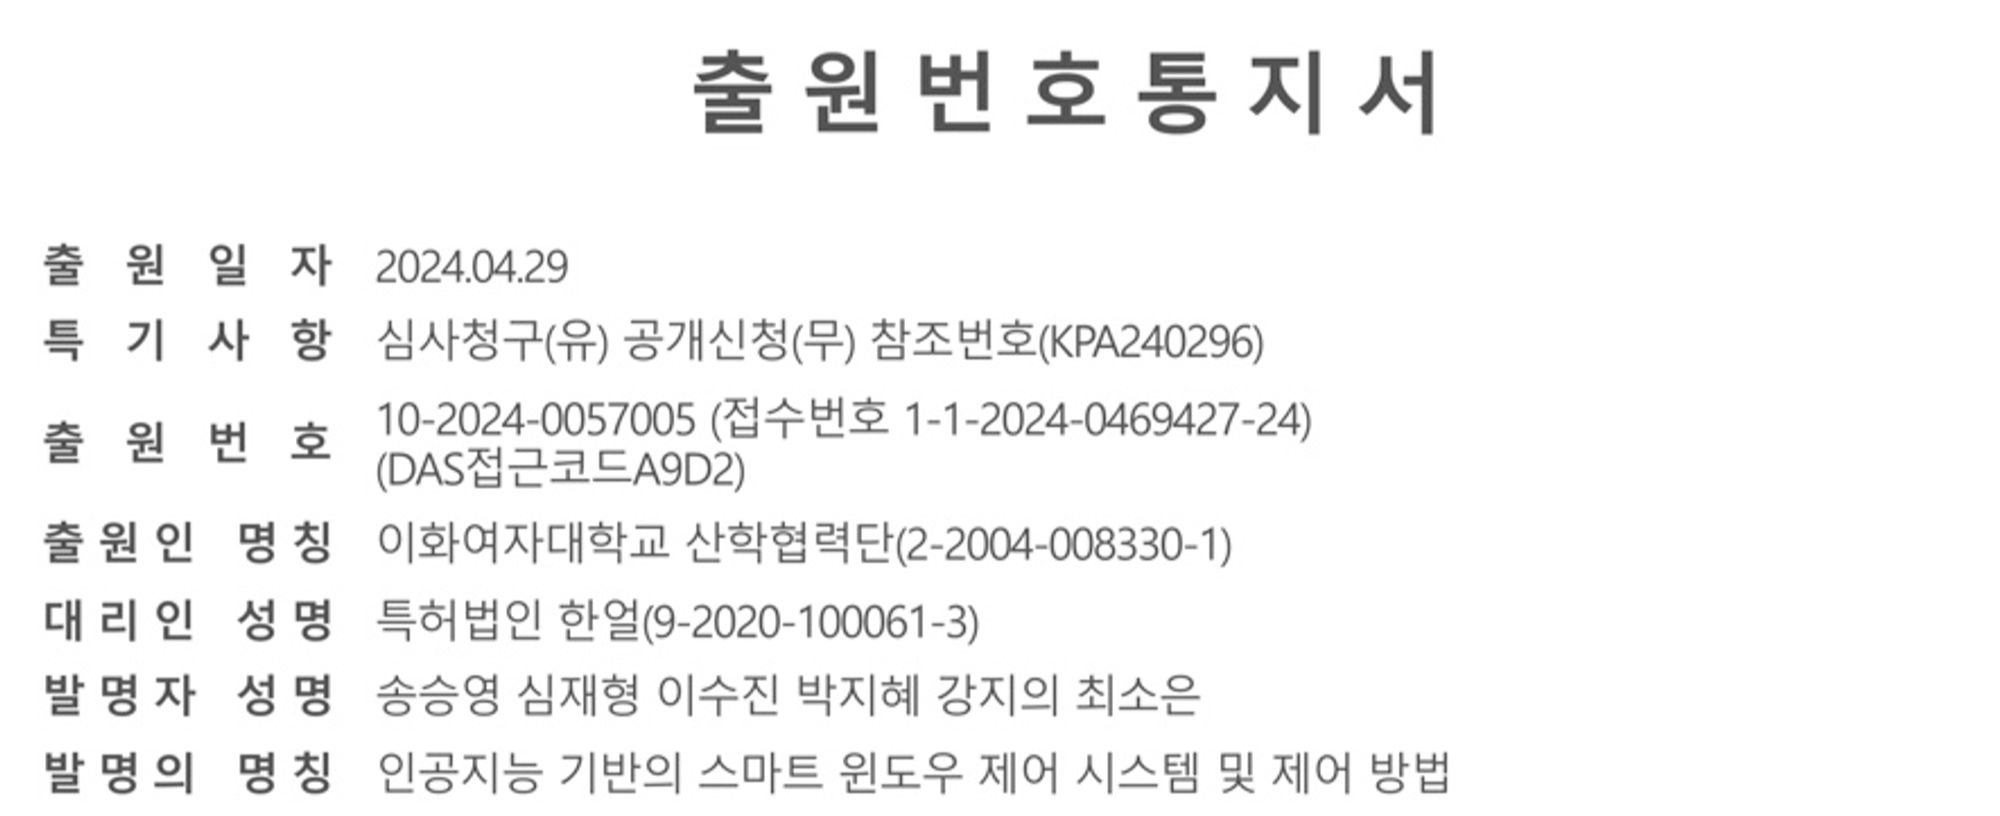 출원번호통지서
출원일자 2024.04.29
특기사항 심사청구(유) 공개신청(무) 참조번호(KPA240296)
출원번호 10-2024-0057005 (접수번호 1-1-2024-0469427-24)
(DAS접근코드A9D2)
출원인 명칭 이화여자대학교 산학협력단(2-2004-008330-1)
대리인 성명 특허법인 한얼(9-2020-100061-3)
발명자 성명 송승영 심재형 이수진 박지혜 강지의 최소은
발명의 명칭 인공지능 기반의 스마트 윈도우 제어 시스템 및 제어 방법